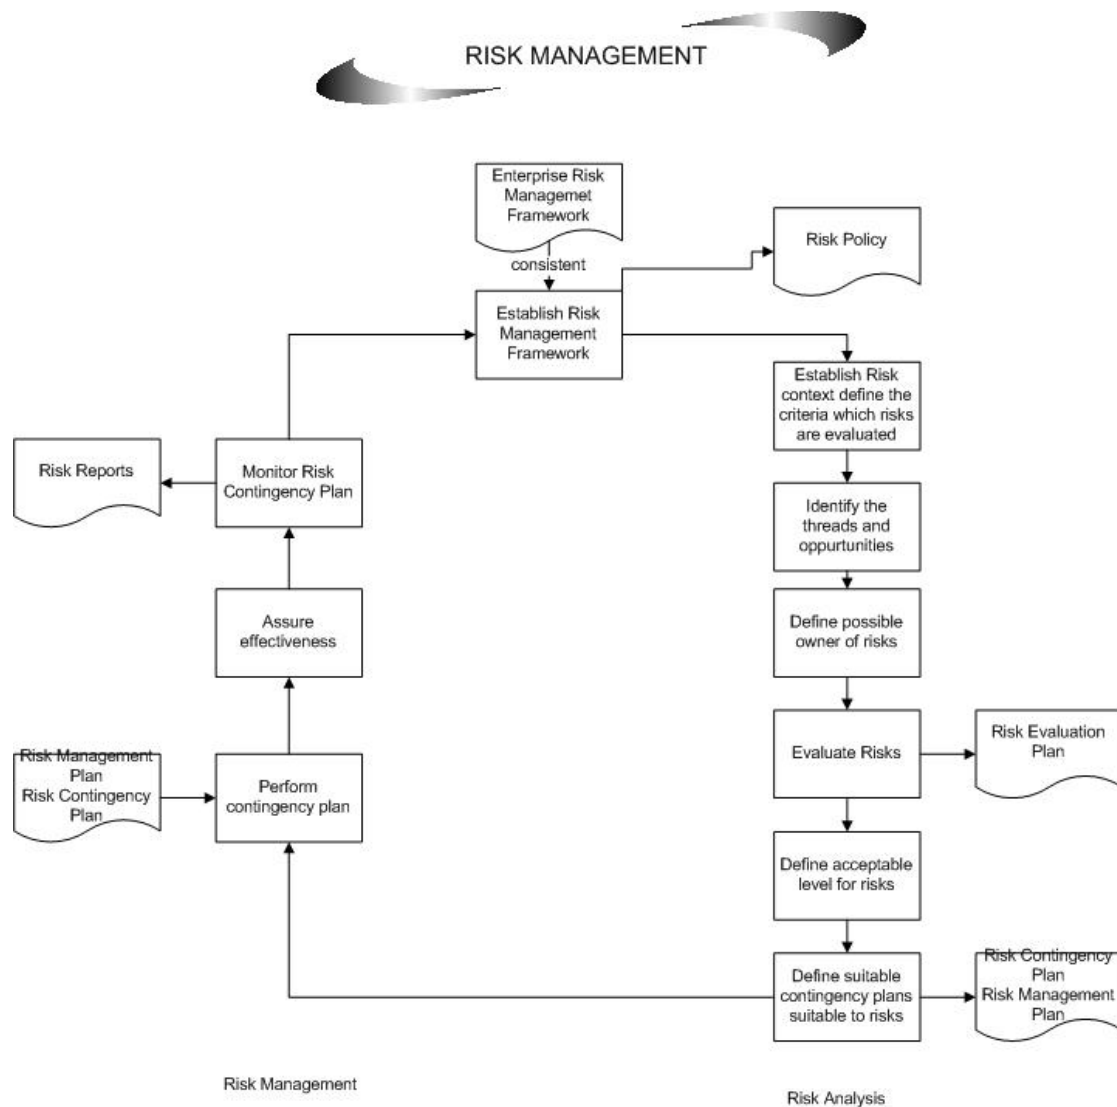 RISK MANAGEMENT
Enterprise Risk
Managemet
Framework
consistent
Risk Policy
Establish Risk
Management
Framework
Establish Risk
context define the
criteria which risks
are evaluated
Risk Reports
Monitor Risk
Contingency Plan
Identify the
threads and
oppurtunities
Assure
effectiveness
Define possible
owner of risks
Risk Management
Plan
Risk Contingency
Plan
Perform
contingency plan
Evaluate Risks
Risk Evaluation
Plan
Define acceptable
level for risks
Define suitable
contingency plans
suitable to risks
Risk Contingency
Plan
Risk Management
Plan
Risk Management
Risk Analysis